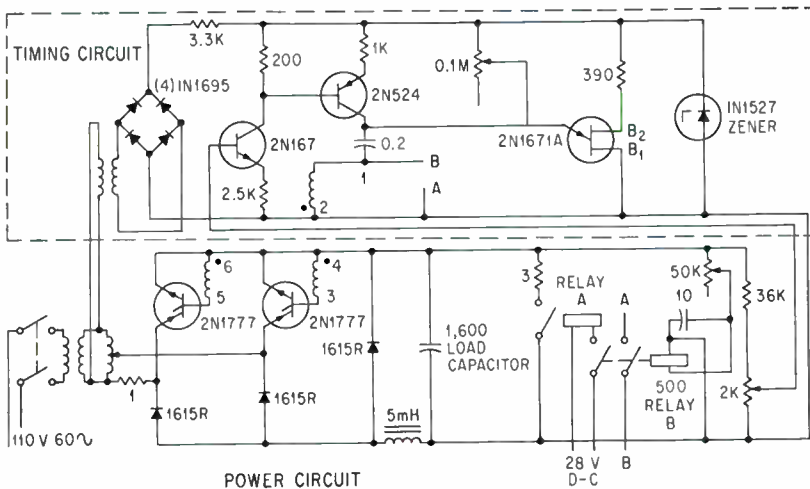 3.3K
TIMING CIRCUIT
200
1K
0.1M
390
(4) IN1695
2N524
IN1527
ZENER
2N167
0.2
2N1671A
B2
B1
B
1
A
2.5K
2
6
4
3
50K
5
3
RELAY
A
A
10
36K
2N1777
2N1777
1,600
LOAD
CAPACITOR
1615R
1
500
RELAY
B
2K
1615R
1615R
5mH
110 V 60~
28 V
D-C
B
POWER CIRCUIT